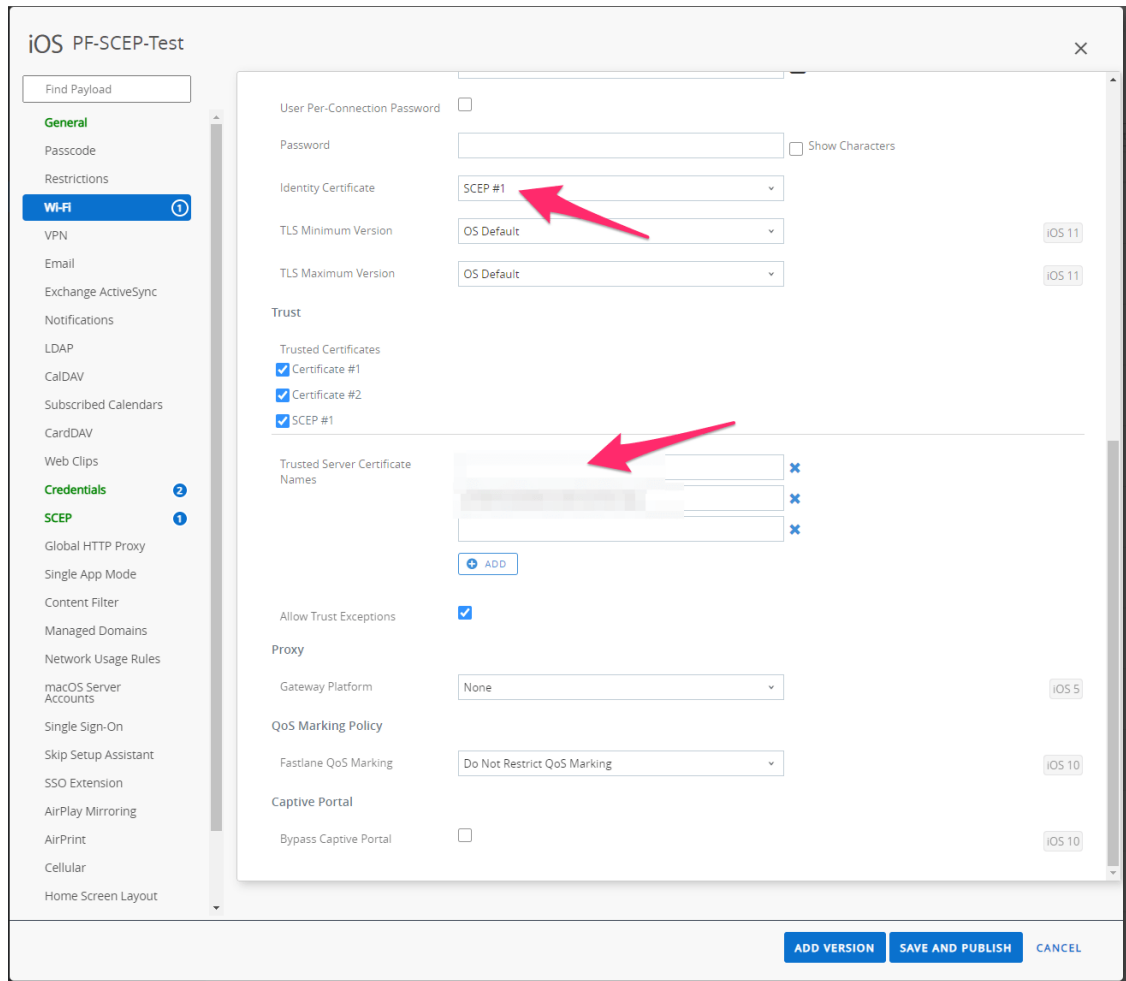 iOS PF-SCEP-Test
Find Payload
General
Passcode
Restrictions
Wi-Fi 1
VPN
Email
Exchange ActiveSync
Notifications
LDAP
CalDAV
Subscribed Calendars
CardDAV
Web Clips
Credentials 2
SCEP 1
Global HTTP Proxy
Single App Mode
Content Filter
Managed Domains
Network Usage Rules
macOS Server
Accounts
Single Sign-On
Skip Setup Assistant
SSO Extension
AirPlay Mirroring
AirPrint
Cellular
Home Screen Layout
User Per-Connection Password
Password Show Characters
Identity Certificate SCEP #1
TLS Minimum Version OS Default iOS 11
TLS Maximum Version OS Default iOS 11
Trust
Trusted Certificates
Certificate #1
Certificate #2
SCEP #1
Trusted Server Certificate
Names
ADD
Allow Trust Exceptions
Proxy
Gateway Platform None iOS 5
QoS Marking Policy
Fastlane QoS Marking Do Not Restrict QoS Marking iOS 10
Captive Portal
Bypass Captive Portal iOS 10
ADD VERSION SAVE AND PUBLISH CANCEL